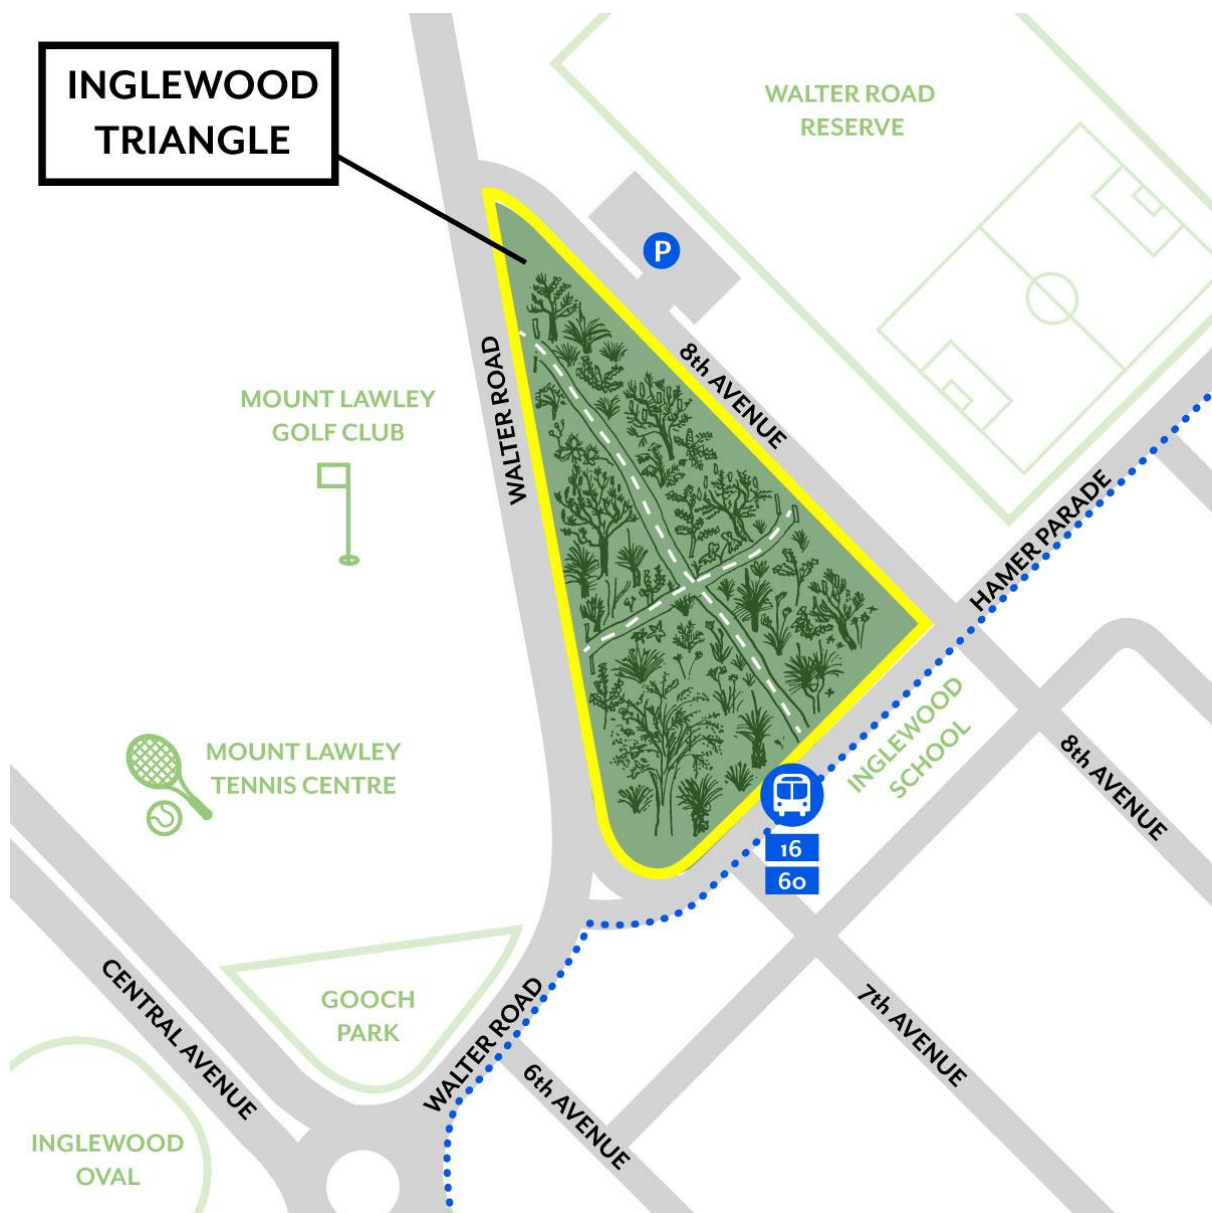 INGLEWOOD
TRIANGLE
WALTER ROAD
RESERVE
P
8th AVENUE
WALTER ROAD
MOUNT LAWLEY
GOLF CLUB
HAMER PARADE
INGLEWOOD
SCHOOL
MOUNT LAWLEY
TENNIS CENTRE
8th AVENUE
16
60
CENTRAL AVENUE
GOOCH
PARK
WALTER ROAD
7th AVENUE
6th AVENUE
INGLEWOOD
OVAL